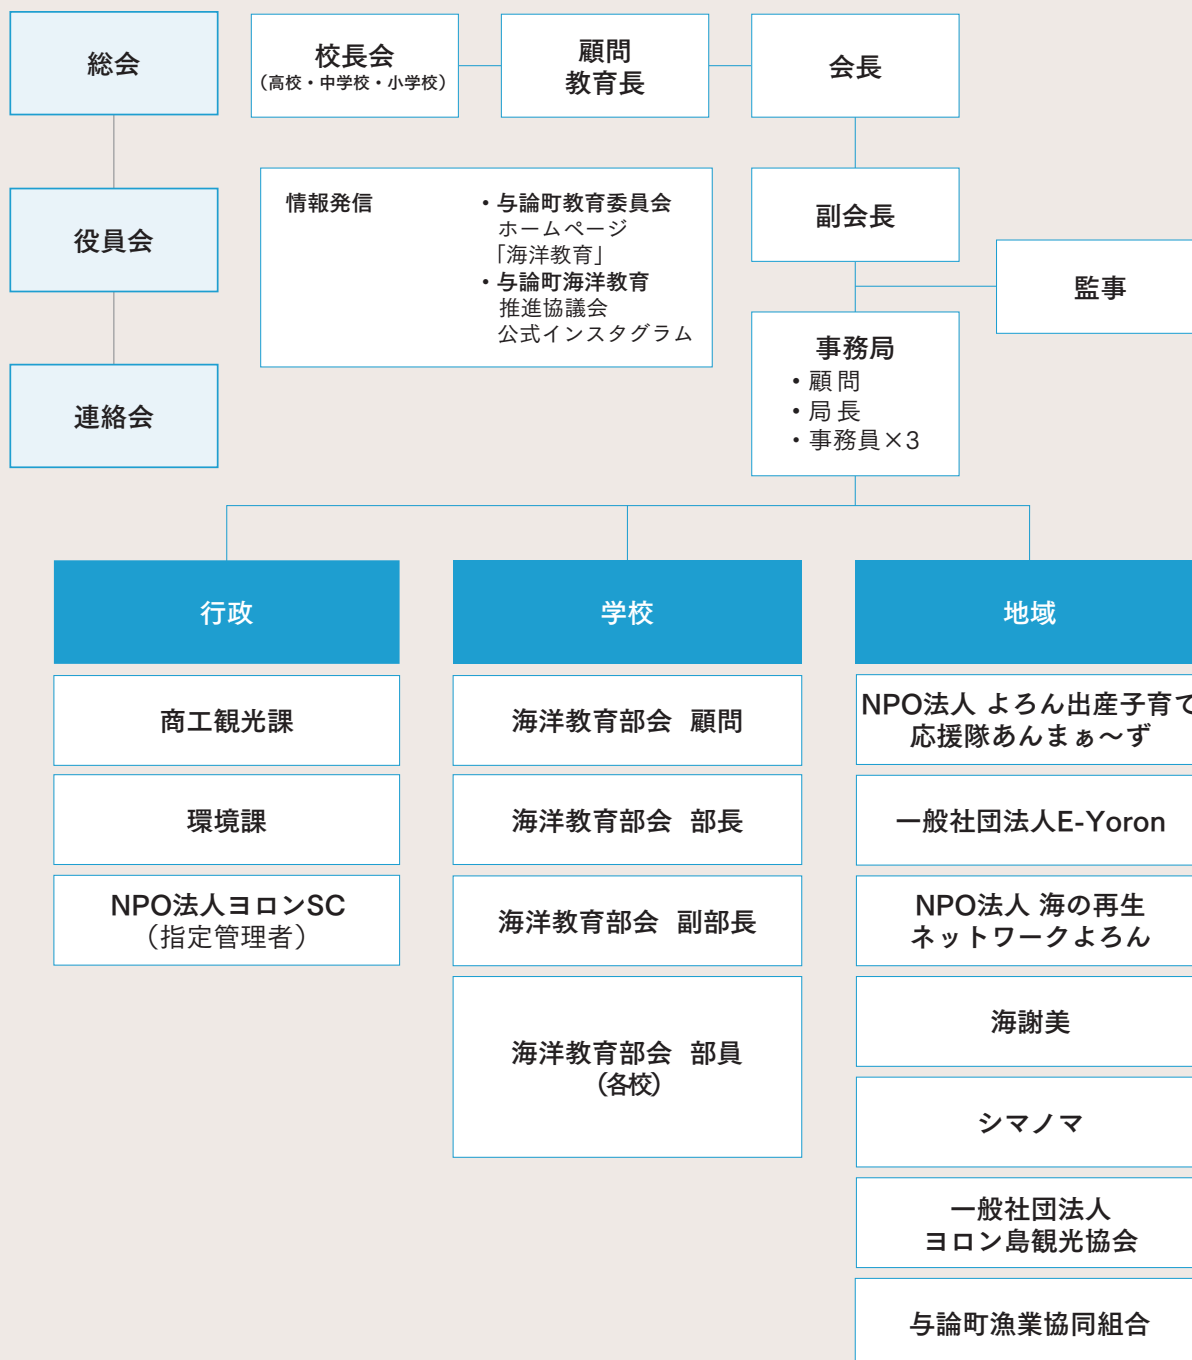 総会
役員会
連絡会
校長会
（高校・中学校・小学校）
顧問
教育長
会長
副会長
監事
情報発信
・与論町教育委員会
ホームページ
「海洋教育」
・与論町海洋教育
推進協議会
公式インスタグラム
事務局
・顧問
・局長
・事務員×3
行政
商工観光課
環境課
NPO法人ヨロンSC
（指定管理者）
学校
海洋教育部会 顧問
海洋教育部会 部長
海洋教育部会 副部長
海洋教育部会 部員
（各校）
地域
NPO法人 よろん出産子育て
応援隊あんまぁ〜ず
一般社団法人E-Yoron
NPO法人 海の再生
ネットワークよろん
海謝美
シマノマ
一般社団法人
ヨロン島観光協会
与論町漁業協同組合